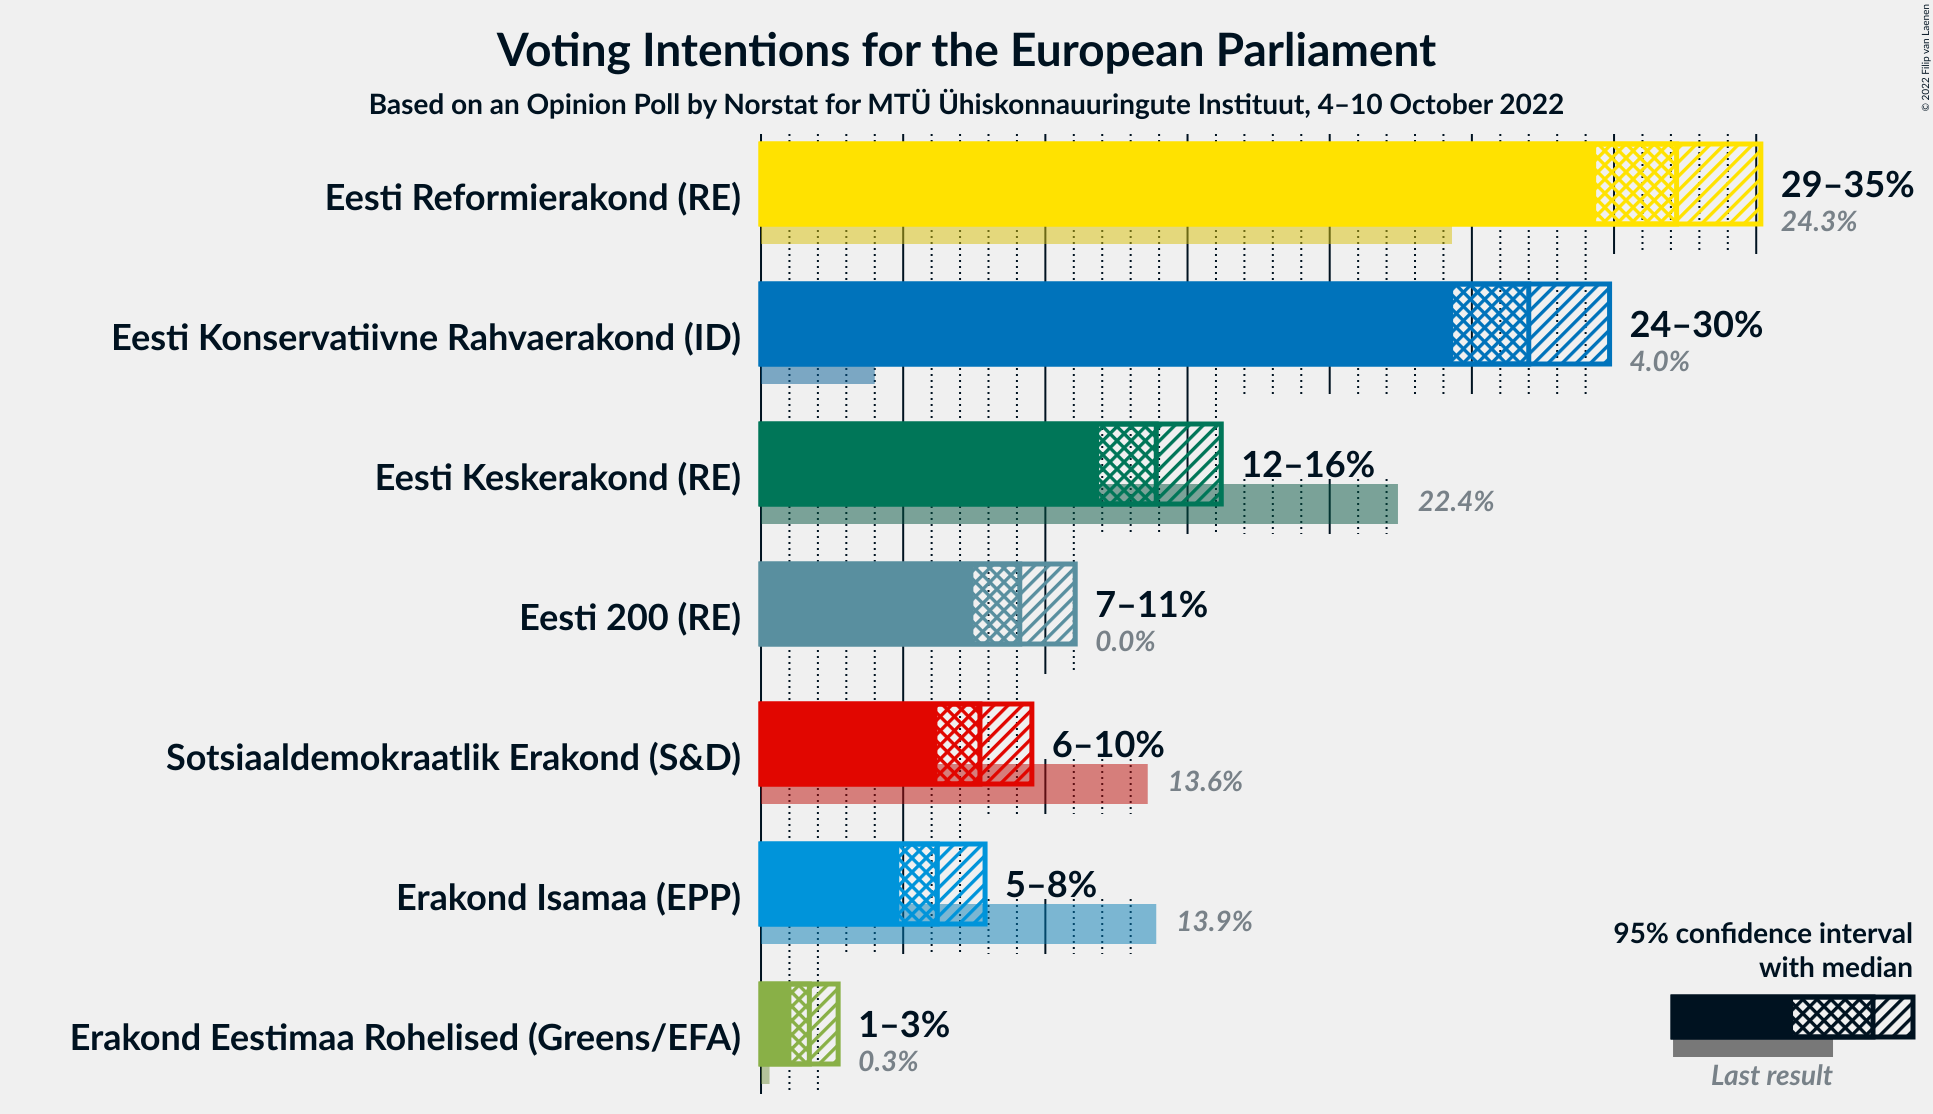 Voting Intentions for the European Parliament
Based on an Opinion Poll by Norstat for MTÜ Ühiskonnauuringute Instituut, 4–10 October 2022
© 2022 Filip van Laenen
Eesti Reformierakond (RE)
29–35%
24.3%
Eesti Konservatiivne Rahvaerakond (ID)
24–30%
4.0%
Eesti Keskerakond (RE)
12–16%
22.4%
Eesti 200 (RE)
7–11%
0.0%
Sotsiaaldemokraatlik Erakond (S&D)
6–10%
13.6%
Erakond Isamaa (EPP)
5–8%
13.9%
Erakond Eestimaa Rohelised (Greens/EFA)
1–3%
0.3%
95% confidence interval
with median
Last result